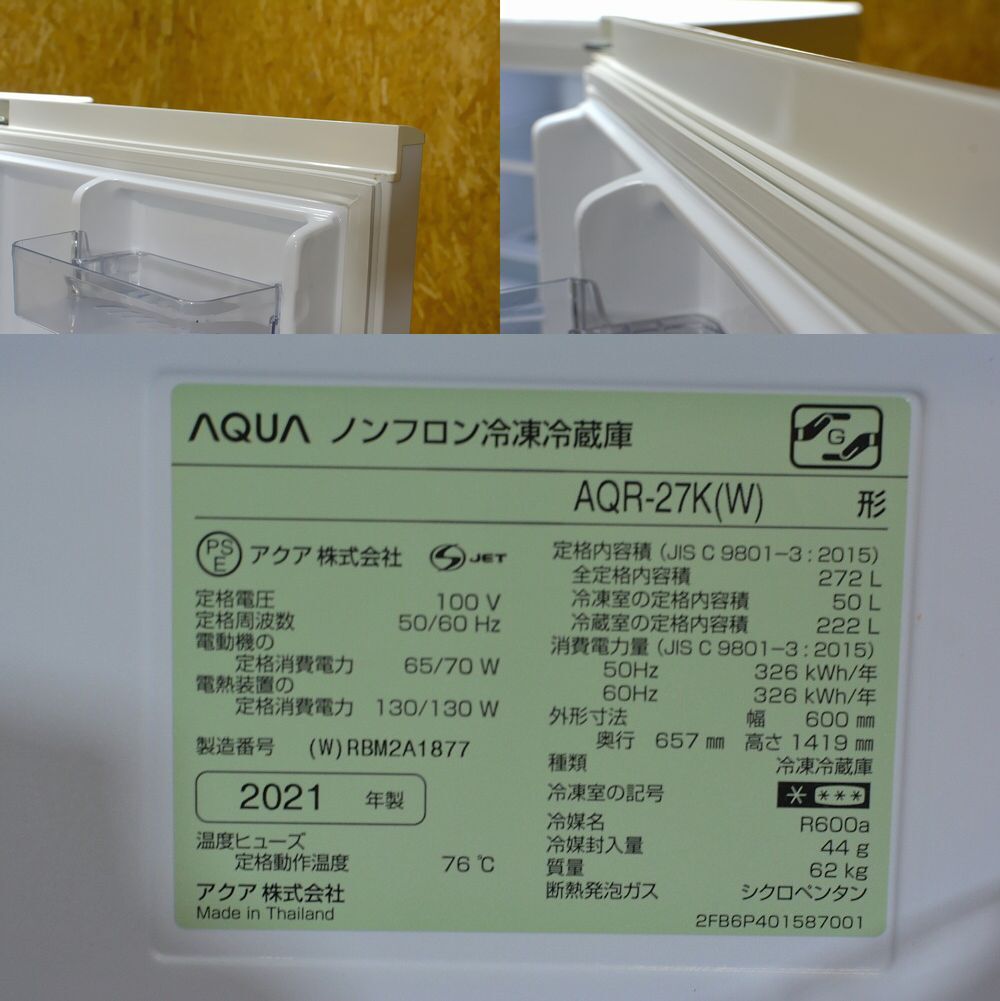 AQUA ノンフロン冷凍冷蔵庫
G
AQR-27K(W) 形
PSE アクア 株式会社 S JET
定格電圧 100 V
定格周波数 50/60 Hz
電動機の
定格消費電力 65/70 W
電熱装置の
定格消費電力 130/130 W
製造番号 (W)RBM2A1877
2021 年製
温度ヒューズ
定格動作温度 76 ℃
アクア 株式会社
Made in Thailand
定格内容積 (JIS C 9801-3 : 2015)
全定格内容積 272 L
冷凍室の定格内容積 50 L
冷蔵室の定格内容積 222 L
消費電力量 (JIS C 9801-3 : 2015)
50Hz 326 kWh/年
60Hz 326 kWh/年
外形寸法 幅 600 ㎜
奥行 657 ㎜ 高さ 1419 ㎜
種類 冷凍冷蔵庫
冷凍室の記号 * ***
冷媒名 R600a
冷媒封入量 44 g
質量 62 kg
断熱発泡ガス シクロペンタン
2FB6P401587001